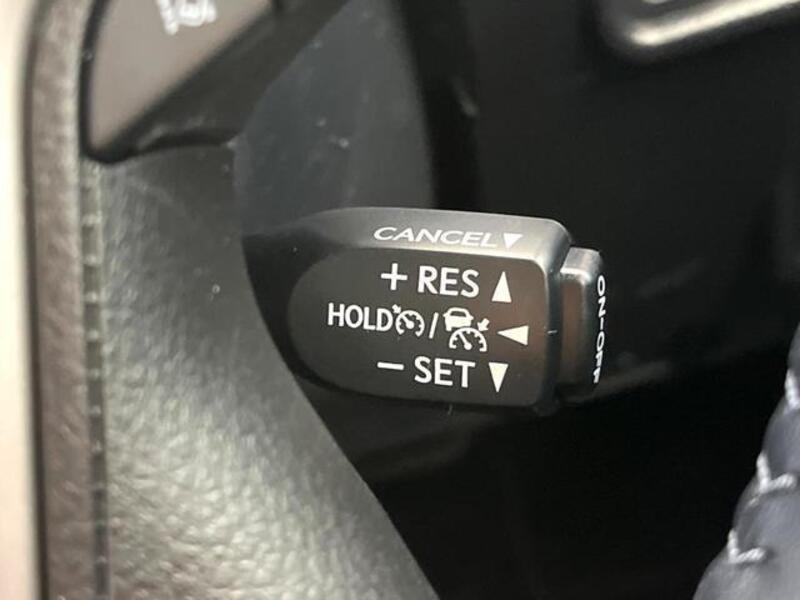 CANCEL▼
+ RES ▲
HOLD / ◀
− SET ▼
ON-OFF